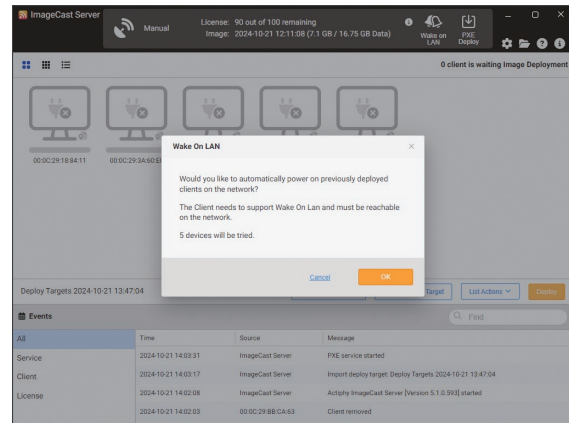 ImageCast Server
Manual
License: 90 out of 100 remaining
Image: 2024-10-21 12:11:08 (7.1 GB / 16.75 GB Data)
Wake on LAN
PXE Deploy
0 client is waiting Image Deployment
00:0C:29:18:84:11
00:0C:29:3A:60:E
Wake On LAN
Would you like to automatically power on previously deployed
clients on the network?
The Client needs to support Wake On Lan and must be reachable
on the network.
5 devices will be tried.
Cancel
OK
Deploy Targets 2024-10-21 13:47:04
Target
List Actions
Deploy
Events
Find
All
Service
Client
License
Time Source Message
2024-10-21 14:03:31 ImageCast Server PXE service started
2024-10-21 14:03:17 ImageCast Server Import deploy target: Deploy Targets 2024-10-21 13:47:04
2024-10-21 14:02:08 ImageCast Server Actiphy ImageCast Server [Version 5.1.0.593] started
2024-10-21 14:02:03 00:0C:29:BB:CA:63 Client removed